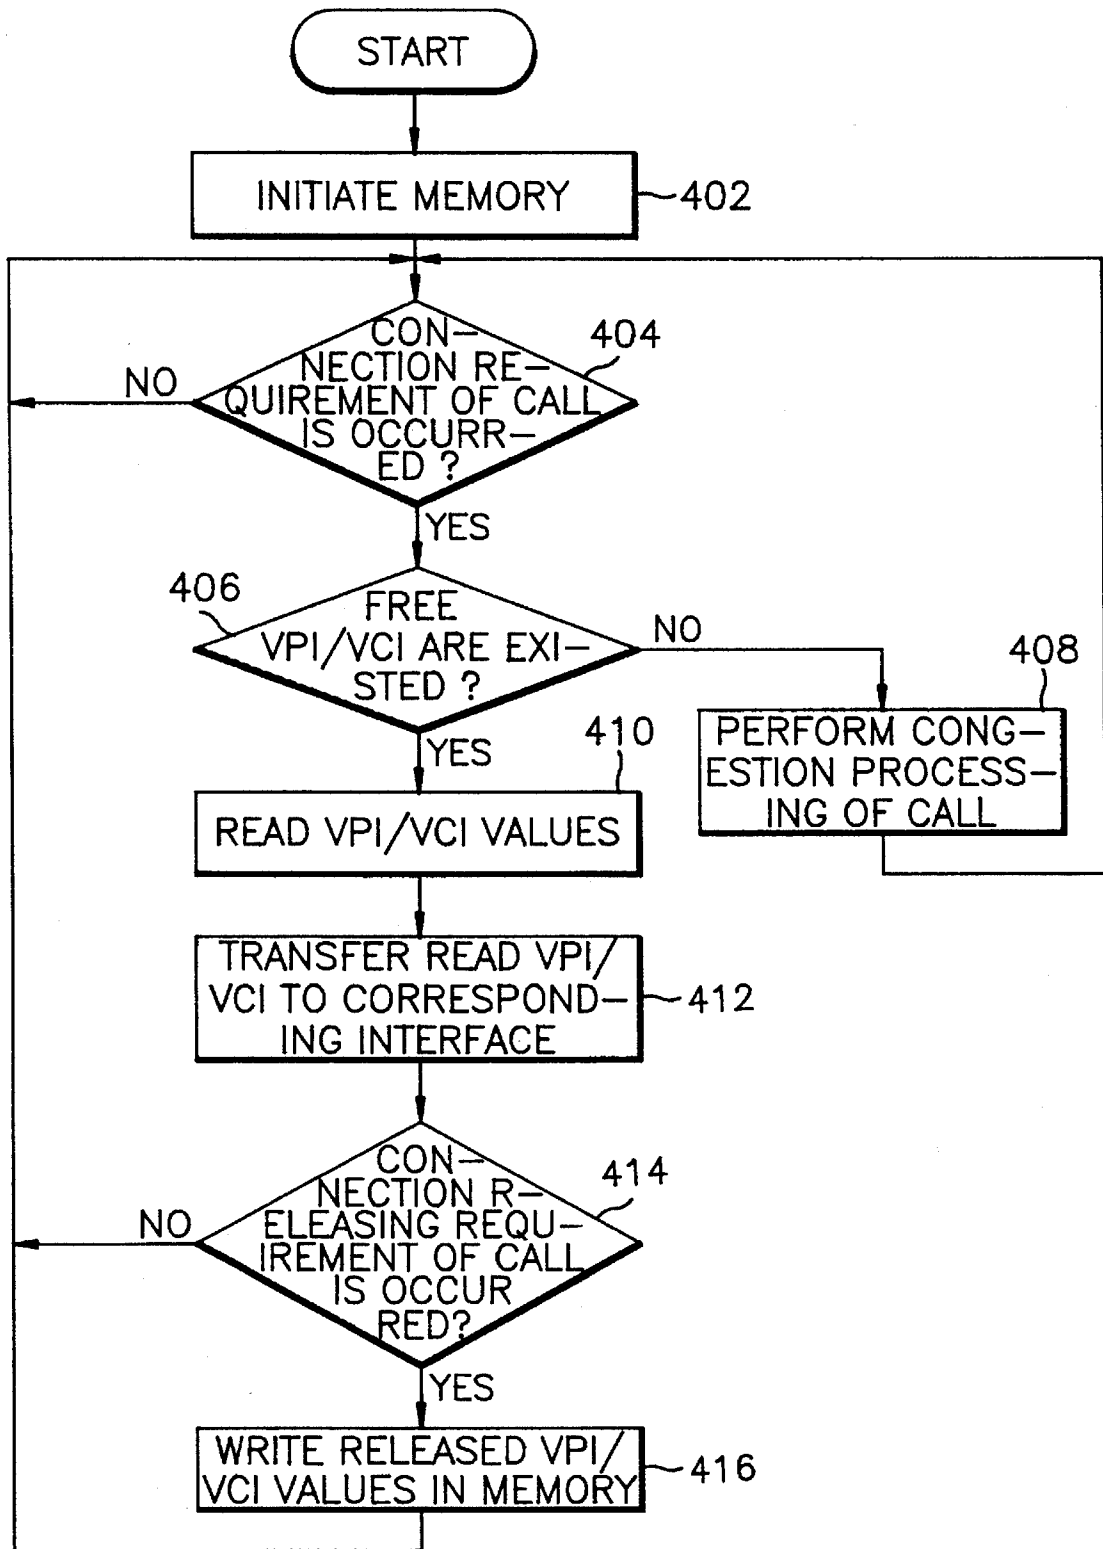 START
INITIATE MEMORY
402
CON-
NECTION RE-
QUIREMENT OF CALL
IS OCCURR-
ED ?
404
NO
YES
406
FREE
VPI/VCI ARE EXI-
STED ?
NO
YES
408
PERFORM CONG-
ESTION PROCESS-
ING OF CALL
410
READ VPI/VCI VALUES
TRANSFER READ VPI/
VCI TO CORRESPOND-
ING INTERFACE
412
CON-
NECTION R-
ELEASING REQU-
IREMENT OF CALL
IS OCCUR
RED?
414
NO
YES
WRITE RELEASED VPI/
VCI VALUES IN MEMORY
416